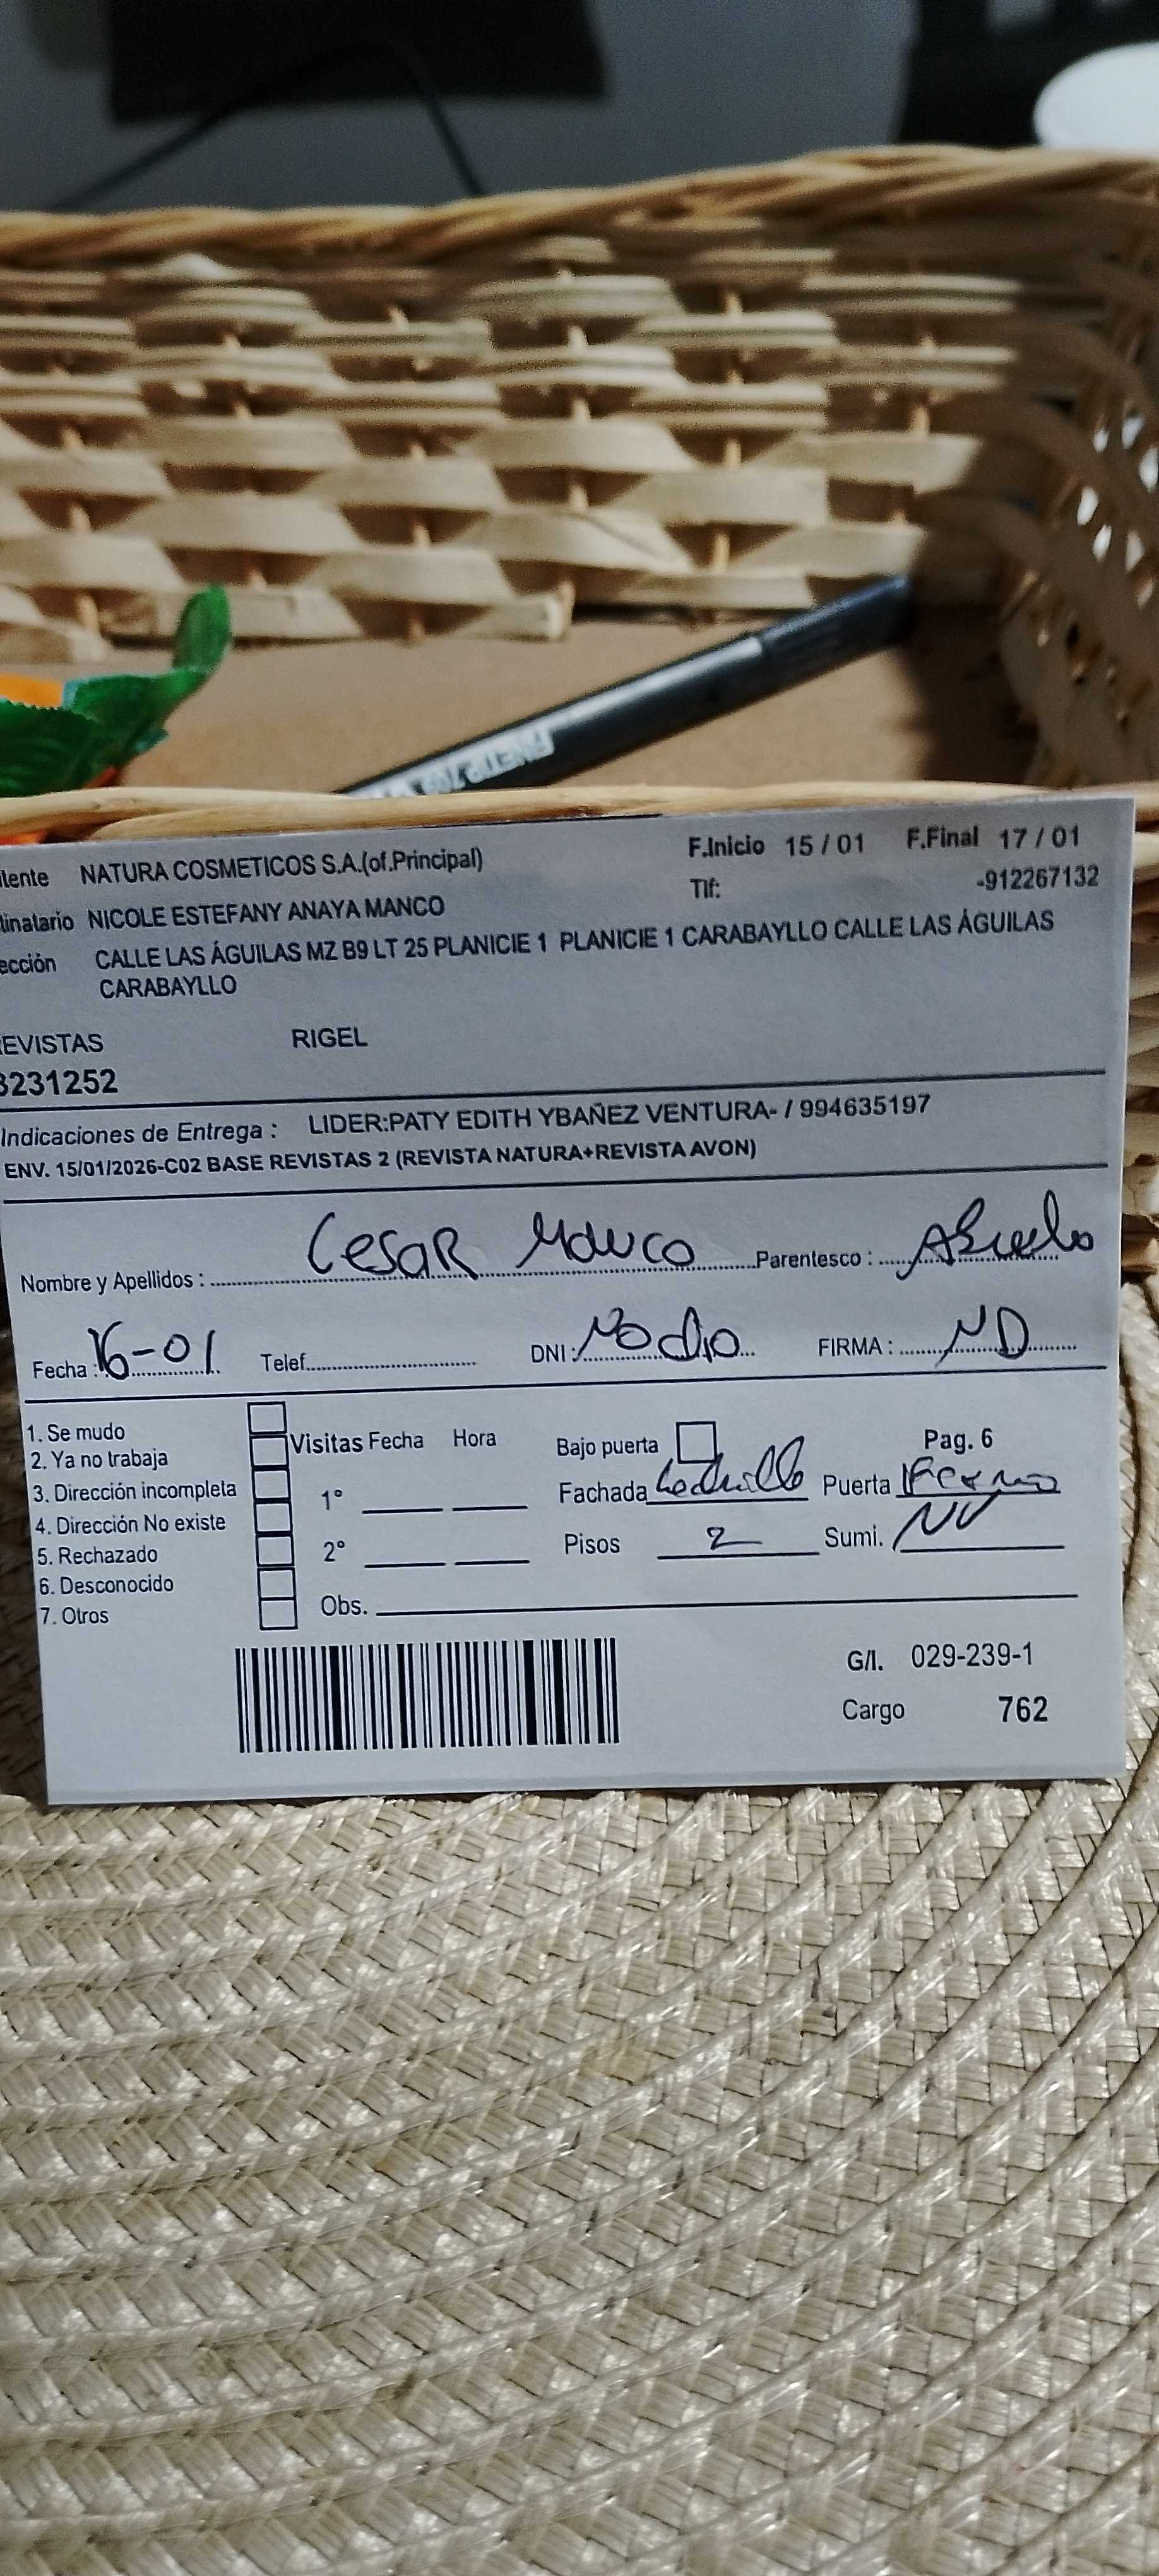 ilente NATURA COSMETICOS S.A.(of.Principal) F.Inicio 15 / 01 F.Final 17 / 01
Tlf: -912267132
tinatario NICOLE ESTEFANY ANAYA MANCO
ección CALLE LAS ÁGUILAS MZ B9 LT 25 PLANICIE 1 PLANICIE 1 CARABAYLLO CALLE LAS ÁGUILAS
CARABAYLLO
EVISTAS RIGEL
3231252
Indicaciones de Entrega : LIDER:PATY EDITH YBAÑEZ VENTURA- / 994635197
ENV. 15/01/2026-C02 BASE REVISTAS 2 (REVISTA NATURA+REVISTA AVON)
Nombre y Apellidos : Cesar Manco Parentesco : Abuelo
Fecha : 16-01 Telef. DNI : No dio FIRMA : ND
1. Se mudo
2. Ya no trabaja
3. Dirección incompleta
4. Dirección No existe
5. Rechazado
6. Desconocido
7. Otros
Visitas Fecha Hora
1°
2°
Obs.
Bajo puerta Pag. 6
Fachada Ladrillo Puerta Fierro
Pisos 2 Sumi. NV
G/I. 029-239-1
Cargo 762